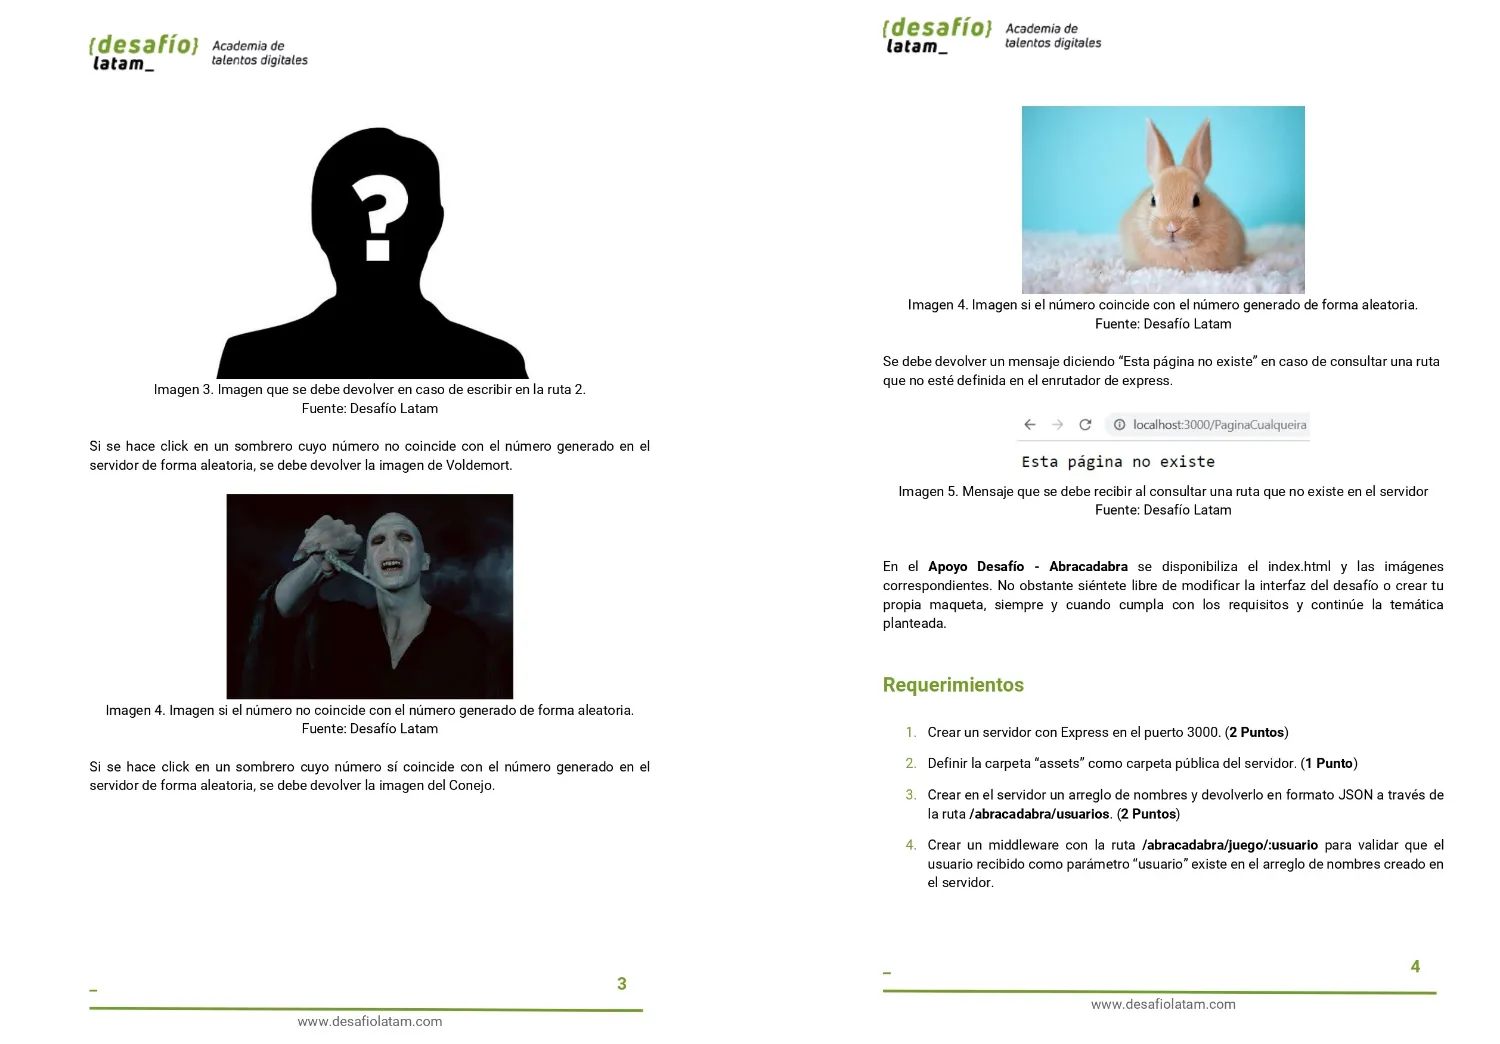 {desafío}
latam_
Academia de
talentos digitales
?
Imagen 3. Imagen que se debe devolver en caso de escribir en la ruta 2.
Fuente: Desafío Latam
Si se hace click en un sombrero cuyo número no coincide con el número generado en el
servidor de forma aleatoria, se debe devolver la imagen de Voldemort.
Imagen 4. Imagen si el número no coincide con el número generado de forma aleatoria.
Fuente: Desafío Latam
Si se hace click en un sombrero cuyo número sí coincide con el número generado en el
servidor de forma aleatoria, se debe devolver la imagen del Conejo.
_
3
www.desafiolatam.com
{desafío}
latam_
Academia de
talentos digitales
Imagen 4. Imagen si el número coincide con el número generado de forma aleatoria.
Fuente: Desafío Latam
Se debe devolver un mensaje diciendo “Esta página no existe” en caso de consultar una ruta
que no esté definida en el enrutador de express.
localhost:3000/PaginaCualqueira
Esta página no existe
Imagen 5. Mensaje que se debe recibir al consultar una ruta que no existe en el servidor
Fuente: Desafío Latam
En el Apoyo Desafío - Abracadabra se disponibiliza el index.html y las imágenes
correspondientes. No obstante siéntete libre de modificar la interfaz del desafío o crear tu
propia maqueta, siempre y cuando cumpla con los requisitos y continúe la temática
planteada.
Requerimientos
1. Crear un servidor con Express en el puerto 3000. (2 Puntos)
2. Definir la carpeta “assets” como carpeta pública del servidor. (1 Punto)
3. Crear en el servidor un arreglo de nombres y devolverlo en formato JSON a través de
la ruta /abracadabra/usuarios. (2 Puntos)
4. Crear un middleware con la ruta /abracadabra/juego/:usuario para validar que el
usuario recibido como parámetro “usuario” existe en el arreglo de nombres creado en
el servidor.
_
4
www.desafiolatam.com